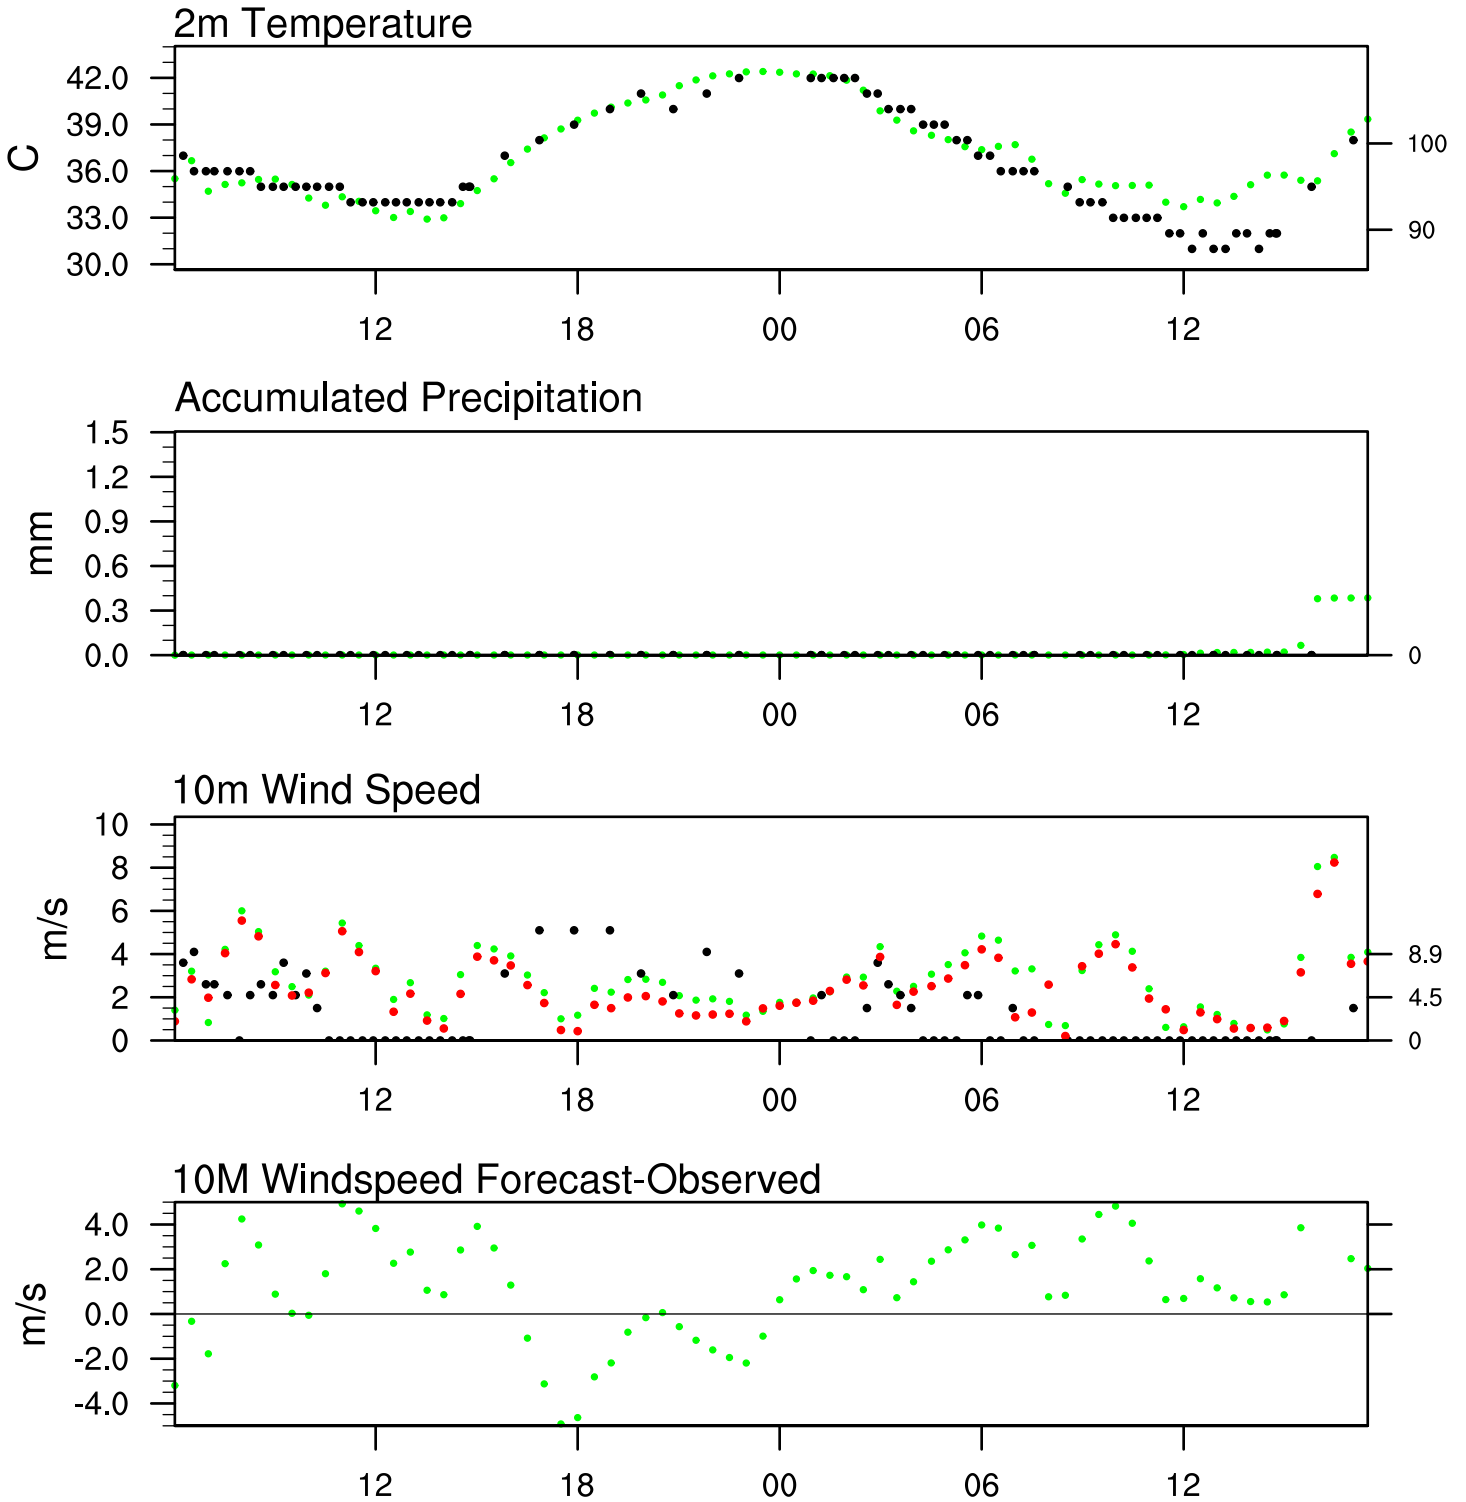 2m Temperature
42.0
39.0
36.0
33.0
30.0
C
100
90
12 18 00 06 12
Accumulated Precipitation
1.5
1.2
0.9
0.6
0.3
0.0
mm
0
12 18 00 06 12
10m Wind Speed
10
8
6
4
2
0
m/s
8.9
4.5
0
12 18 00 06 12
10M Windspeed Forecast-Observed
4.0
2.0
0.0
-2.0
-4.0
m/s
12 18 00 06 12